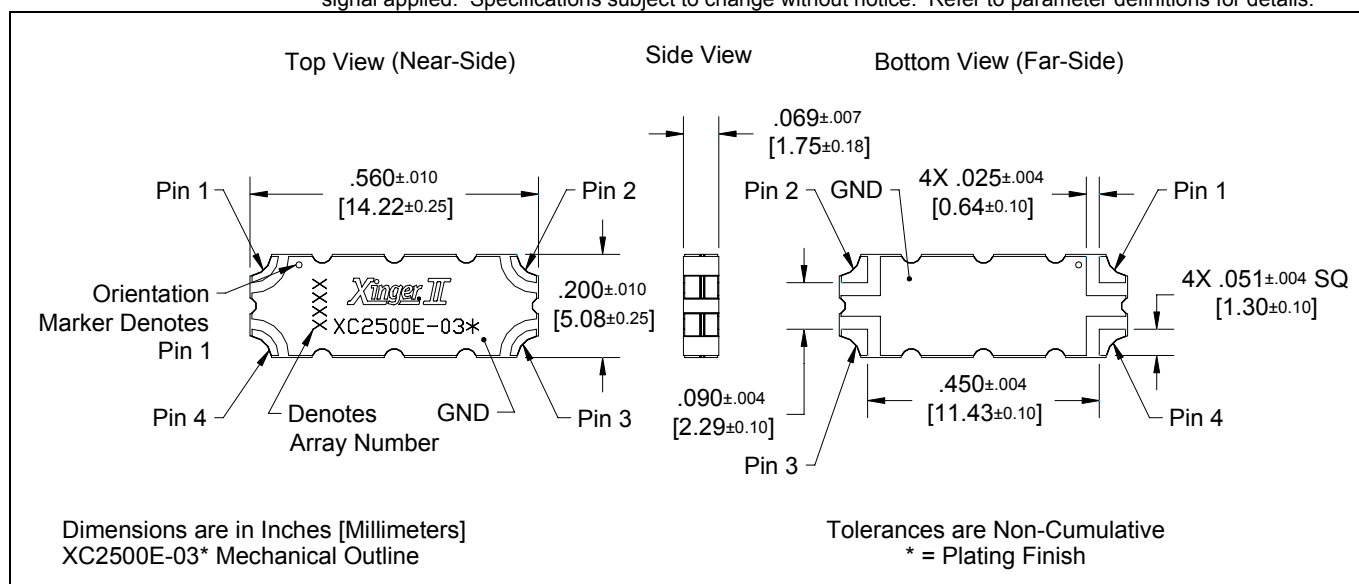 signal applied. Specifications subject to change without notice. Refer to parameter definitions for details.
Top View (Near-Side)
Side View
Bottom View (Far-Side)
.069±.007
[1.75±0.18]
Pin 1
.560±.010
[14.22±0.25]
Pin 2
Pin 2
GND
4X .025±.004
[0.64±0.10]
Pin 1
Orientation
Marker Denotes
Pin 1
XXXXX
Xinger II
XC2500E-03*
.200±.010
[5.08±0.25]
4X .051±.004 SQ
[1.30±0.10]
Pin 4
Denotes
Array Number
GND
Pin 3
.090±.004
[2.29±0.10]
.450±.004
[11.43±0.10]
Pin 4
Pin 3
Dimensions are in Inches [Millimeters]
XC2500E-03* Mechanical Outline
Tolerances are Non-Cumulative
* = Plating Finish